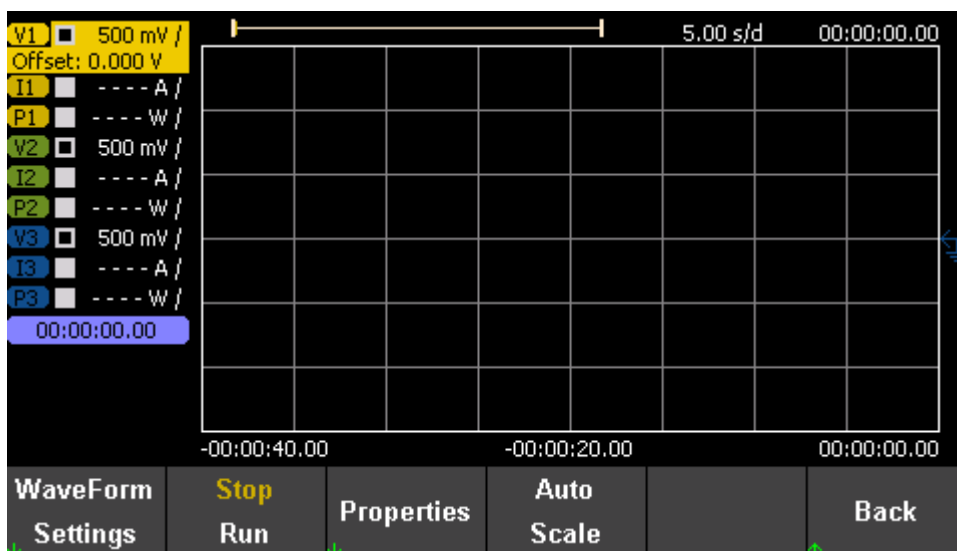 V1 500 mV / 5.00 s/d 00:00:00.00
Offset: 0.000 V
I1 ---- A /
P1 ---- W /
V2 500 mV /
I2 ---- A /
P2 ---- W /
V3 500 mV /
I3 ---- A /
P3 ---- W /
00:00:00.00
-00:00:40.00 -00:00:20.00 00:00:00.00
WaveForm Settings
Stop Run
Properties
Auto Scale
Back